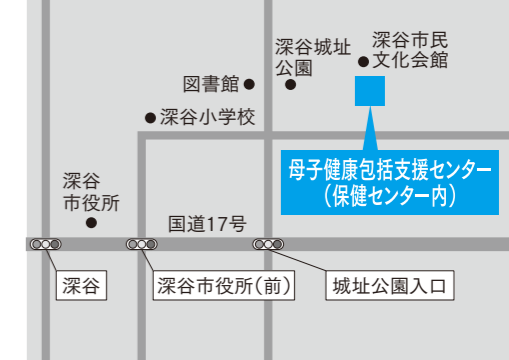 深谷城址
公園
深谷市民
文化会館
図書館
深谷小学校
母子健康包括支援センター
（保健センター内）
深谷
市役所
国道17号
深谷
深谷市役所（前）
城址公園入口